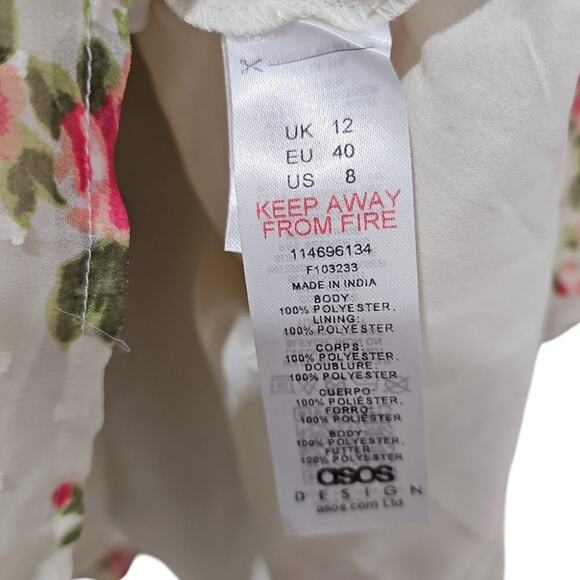 UK 12
EU 40
US 8
KEEP AWAY
FROM FIRE
114696134
F103233
MADE IN INDIA
BODY:
100% POLYESTER.
LINING:
100% POLYESTER.
CORPS:
100% POLYESTER.
DOUBLURE:
100% POLYESTER.
CUERPO:
100% POLIÉSTER.
FORRO:
100% POLIÉSTER.
BODY:
100% POLYESTER.
FUTTER:
100% POLYESTER.
asos
DESIGN
asos.com Ltd